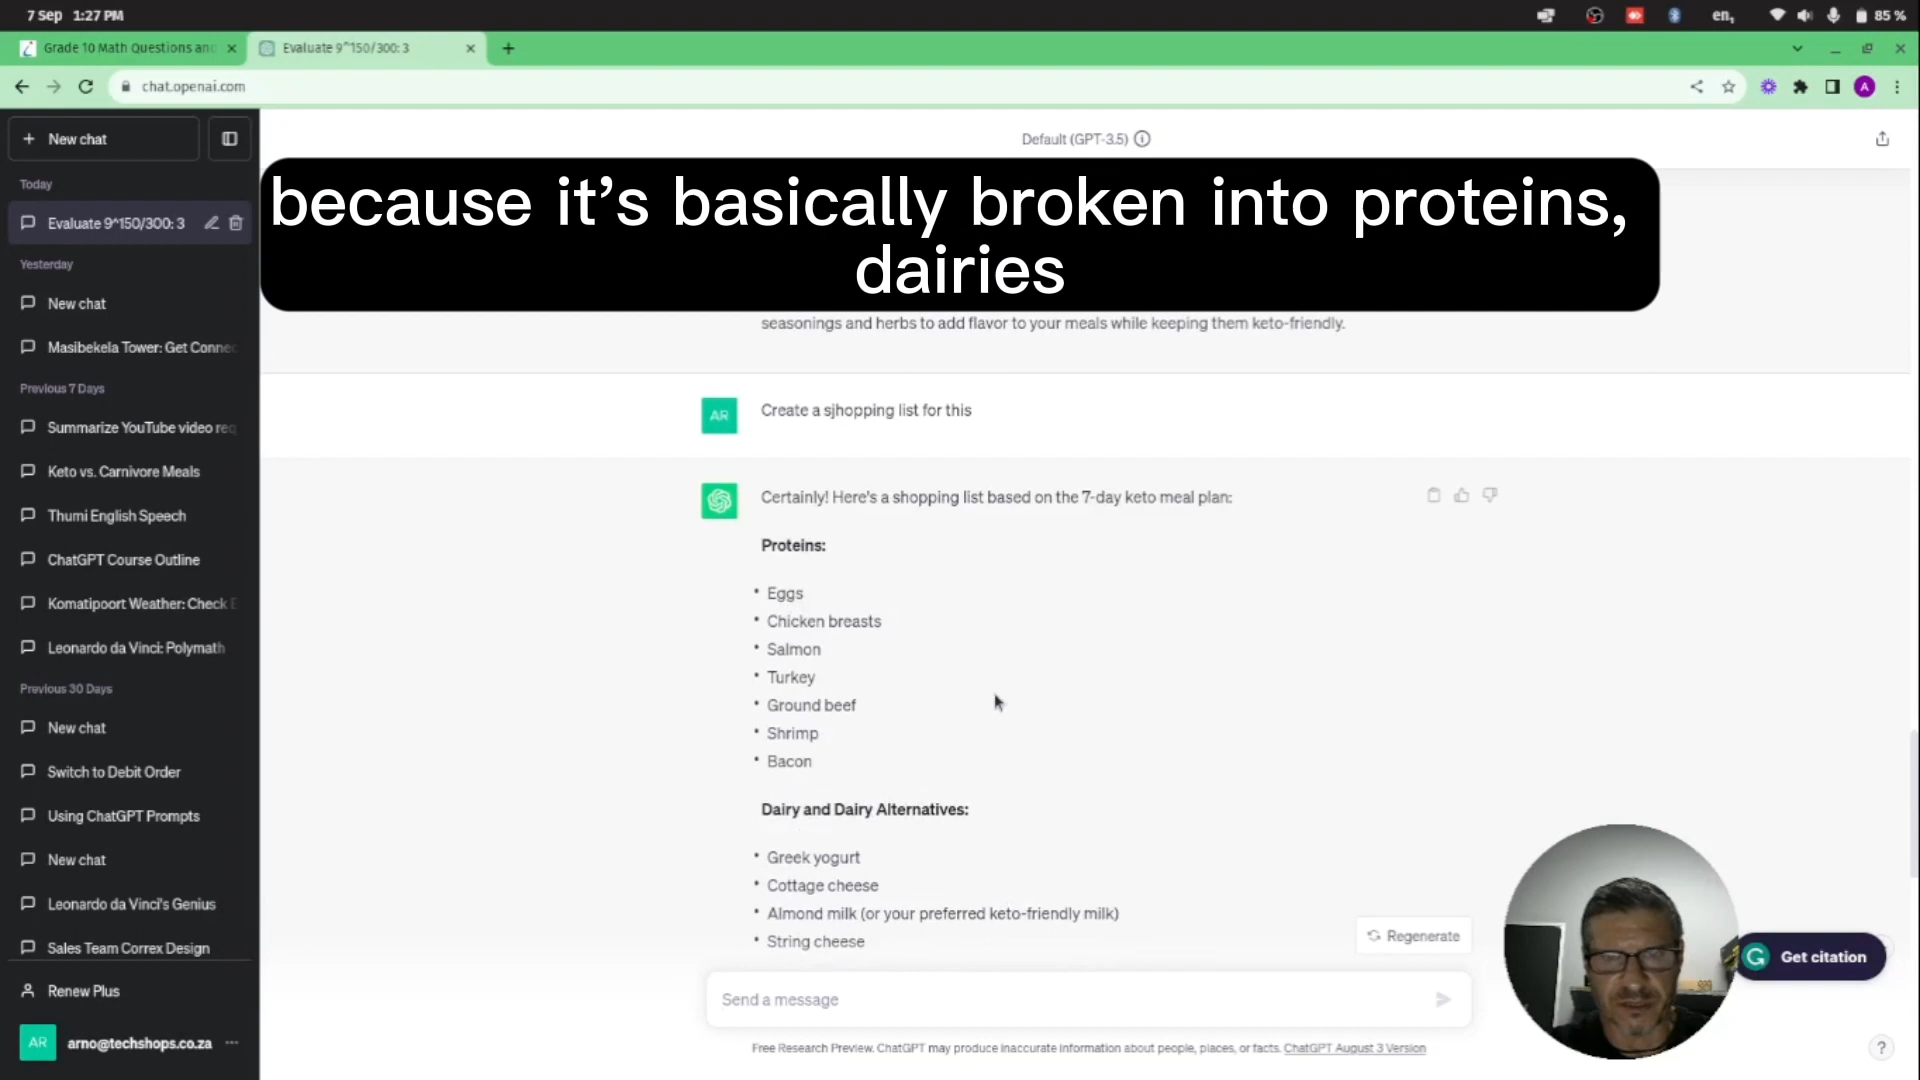 7 Sep 1:27 PM
en,
85 %
Grade 10 Math Questions and
Evaluate 9^150/300: 3
chat.openai.com
A
New chat
Default (GPT-3.5)
Today
Evaluate 9^150/300: 3
because it's basically broken into proteins,
dairies
Yesterday
New chat
seasonings and herbs to add flavor to your meals while keeping them keto-friendly.
Masibekela Tower: Get Connec
Previous 7 Days
AR
Create a sjhopping list for this
Summarize YouTube video req
Keto vs. Carnivore Meals
Certainly! Here's a shopping list based on the 7-day keto meal plan:
Thumi English Speech
Proteins:
ChatGPT Course Outline
• Eggs
Komatipoort Weather: Check E
• Chicken breasts
Leonardo da Vinci: Polymath
• Salmon
• Turkey
Previous 30 Days
• Ground beef
New chat
• Shrimp
• Bacon
Switch to Debit Order
Dairy and Dairy Alternatives:
Using ChatGPT Prompts
• Greek yogurt
New chat
• Cottage cheese
Leonardo da Vinci's Genius
• Almond milk (or your preferred keto-friendly milk)
• String cheese
Regenerate
Sales Team Correx Design
G Get citation
Renew Plus
Send a message
AR arno@techshops.co.za
Free Research Preview. ChatGPT may produce inaccurate information about people, places, or facts. ChatGPT August 3 Version
?